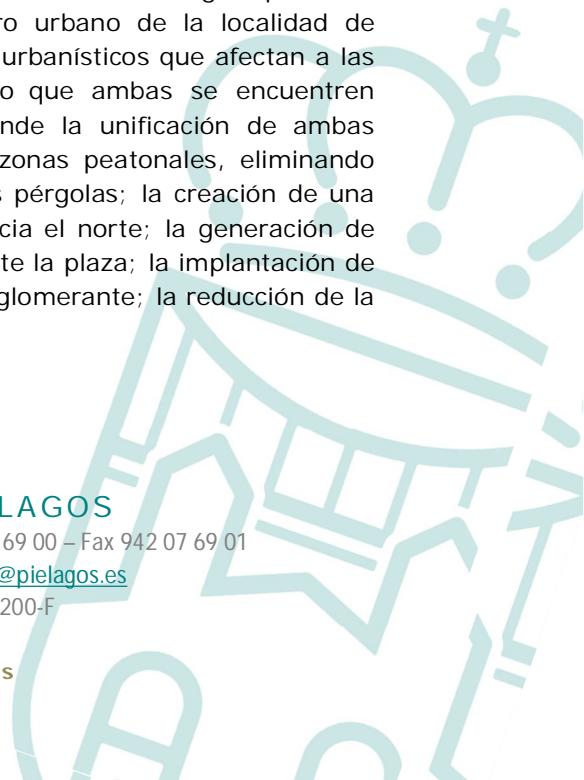 ro urbano de la localidad de
urbanísticos que afectan a las
o que ambas se encuentren
nde la unificación de ambas
zonas peatonales, eliminando
s pérgolas; la creación de una
cia el norte; la generación de
te la plaza; la implantación de
glomerante; la reducción de la
LAGOS
69 00 – Fax 942 07 69 01
@pielagos.es
200-F
s